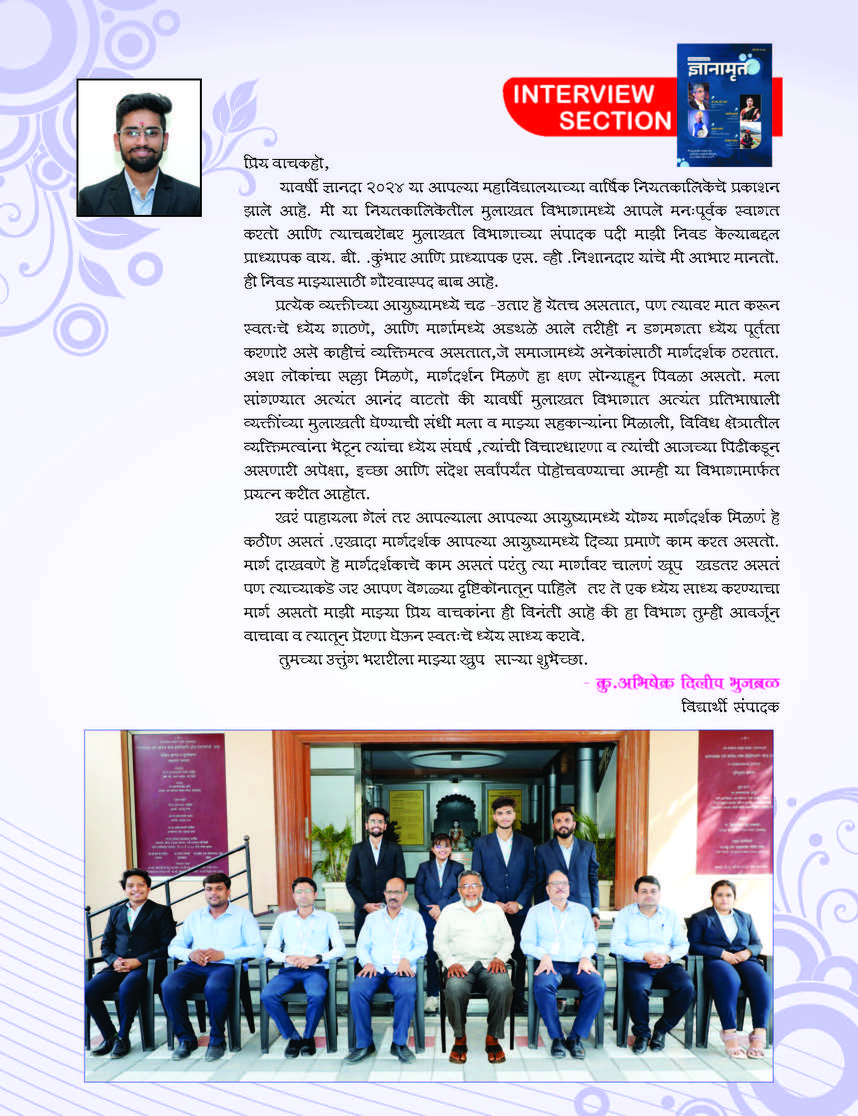 INTERVIEW
SECTION
ज्ञानामृत
प्रिय वाचकहो,
यावर्षी ज्ञानदा २०२४ या आपल्या महाविद्यालयाच्या वार्षिक नियतकालिकेचे प्रकाशन
झाले आहे. मी या नियतकालिकेतील मुलाखत विभागामध्ये आपले मनःपूर्वक स्वागत
करतो आणि त्याचबरोबर मुलाखत विभागाच्या संपादक पदी माझी निवड केल्याबद्दल
प्राध्यापक वाय. बी. .कुंभार आणि प्राध्यापक एस. व्ही .निशानदार यांचे मी आभार मानतो.
ही निवड माझ्यासाठी गौरवास्पद बाब आहे.
प्रत्येक व्यक्तीच्या आयुष्यामध्ये चढ -उतार हे येतच असतात, पण त्यावर मात करून
स्वतःचे ध्येय गाठणे, आणि मार्गामध्ये अडथळे आले तरीही न डगमगता ध्येय पूर्तता
करणारे असे काहीचं व्यक्तिमत्व असतात,जे समाजामध्ये अनेकांसाठी मार्गदर्शक ठरतात.
अशा लोकांचा सल्ला मिळणे, मार्गदर्शन मिळणे हा क्षण सोन्याहून पिवळा असतो. मला
सांगण्यात अत्यंत आनंद वाटतो की यावर्षी मुलाखत विभागात अत्यंत प्रतिभाषाली
व्यक्तींच्या मुलाखती घेण्याची संधी मला व माझ्या सहकाऱ्यांना मिळाली, विविध क्षेत्रातील
व्यक्तिमत्वांना भेटून त्यांचा ध्येय संघर्ष ,त्यांची विचारधारणा व त्यांची आजच्या पिढीकडून
असणारी अपेक्षा, इच्छा आणि संदेश सर्वांपर्यंत पोहोचवण्याचा आम्ही या विभागामार्फत
प्रयत्न करीत आहोत.
खरं पाहायला गेलं तर आपल्याला आपल्या आयुष्यामध्ये योग्य मार्गदर्शक मिळणं हे
कठीण असतं .एखादा मार्गदर्शक आपल्या आयुष्यामध्ये दिव्या प्रमाणे काम करत असतो.
मार्ग दाखवणे हे मार्गदर्शकाचे काम असतं परंतु त्या मार्गावर चालणं खूप खडतर असतं
पण त्याच्याकडे जर आपण वेगळ्या दृष्टिकोनातून पाहिले तर ते एक ध्येय साध्य करण्याचा
मार्ग असतो माझी माझ्या प्रिय वाचकांना ही विनंती आहे की हा विभाग तुम्ही आवर्जून
वाचावा व त्यातून प्रेरणा घेऊन स्वतःचे ध्येय साध्य करावे.
तुमच्या उत्तुंग भरारीला माझ्या खुप साऱ्या शुभेच्छा.
- कु.अभिषेक दिलीप भुजबळ
विद्यार्थी संपादक